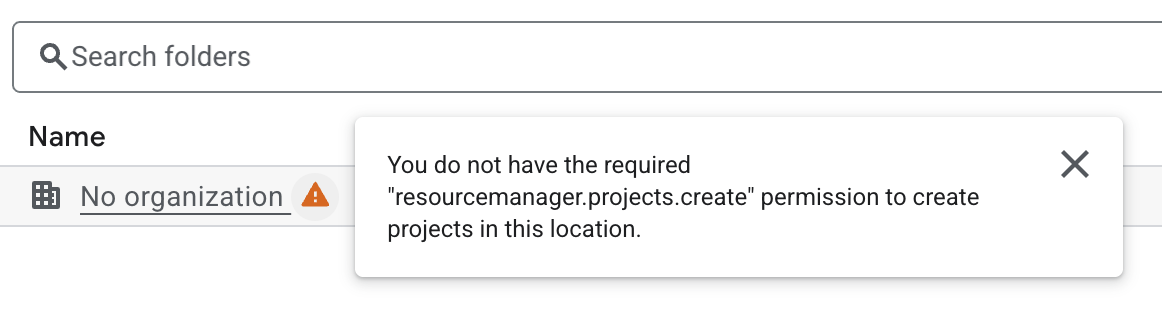 Search folders
Name
No organization
You do not have the required
"resourcemanager.projects.create" permission to create
projects in this location.